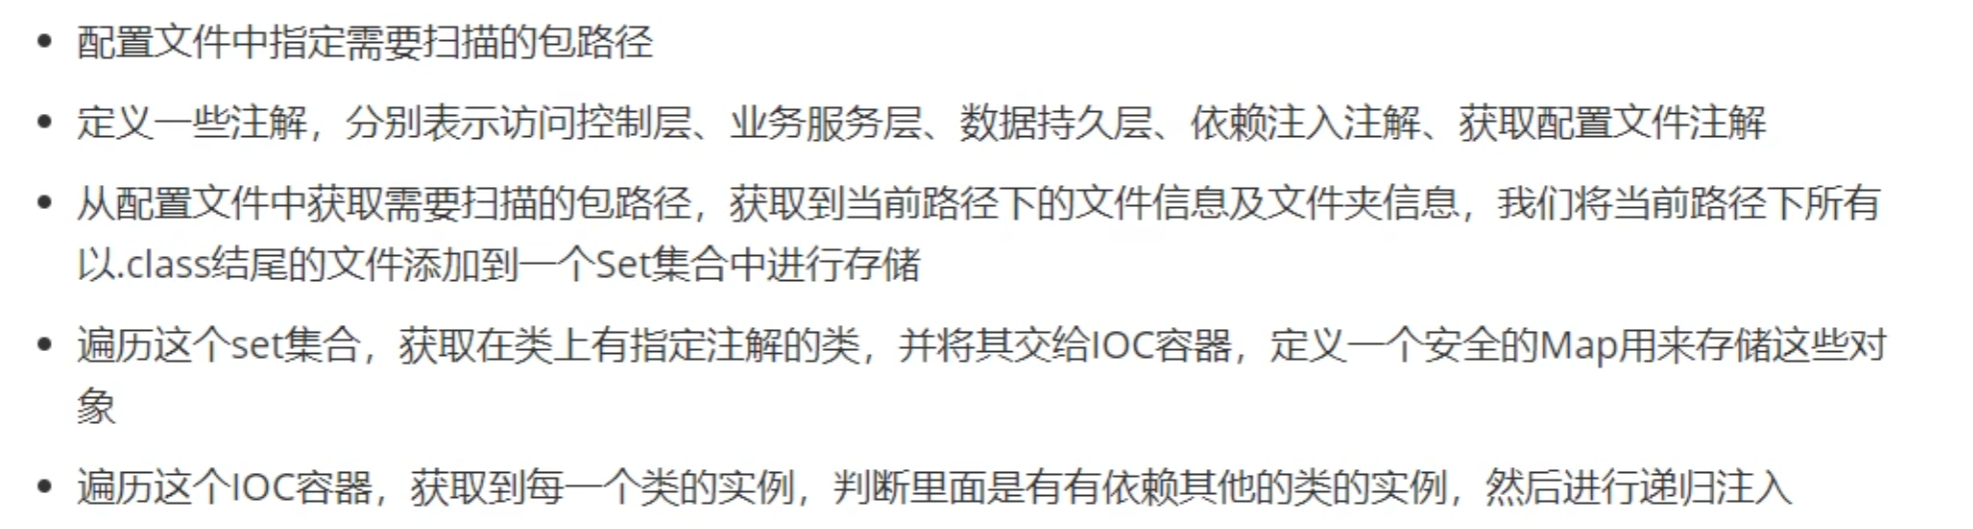 • 配置文件中指定需要扫描的包路径
• 定义一些注解，分别表示访问控制层、业务服务层、数据持久层、依赖注入注解、获取配置文件注解
• 从配置文件中获取需要扫描的包路径，获取到当前路径下的文件信息及文件夹信息，我们将当前路径下所有
以.class结尾的文件添加到一个Set集合中进行存储
• 遍历这个set集合，获取在类上有指定注解的类，并将其交给IOC容器，定义一个安全的Map用来存储这些对
象
• 遍历这个IOC容器，获取到每一个类的实例，判断里面是有有依赖其他的类的实例，然后进行递归注入